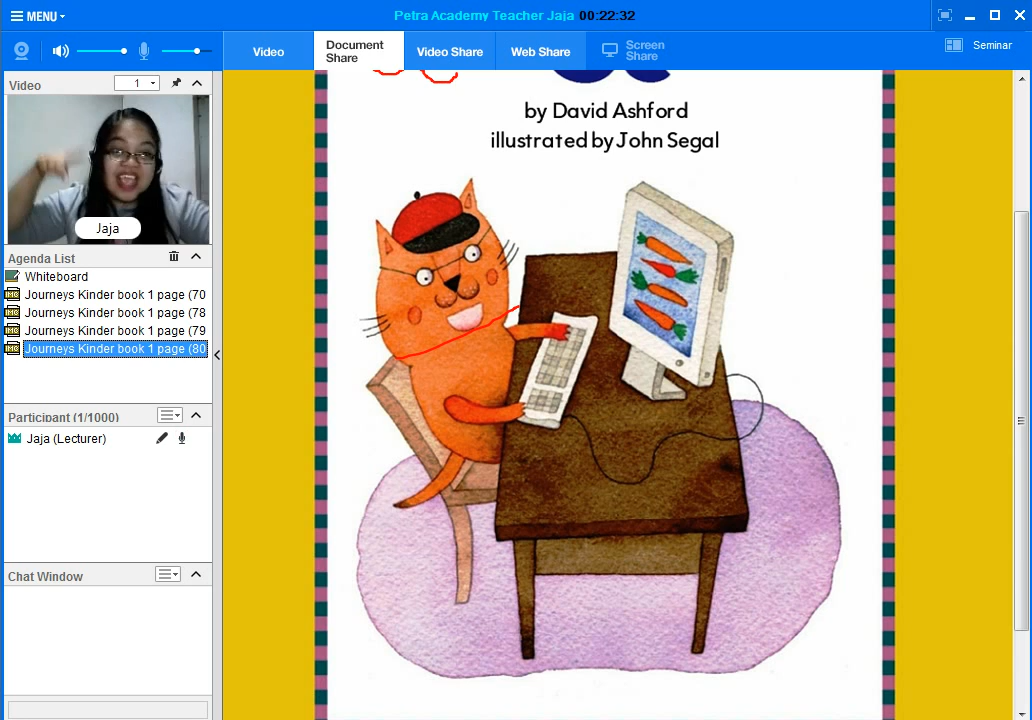 MENU
Petra Academy Teacher Jaja 00:22:32
Video
Document
Share
Video Share
Web Share
Screen
Share
Seminar
Video
1
Jaja
Agenda List
Whiteboard
Journeys Kinder book 1 page (70
Journeys Kinder book 1 page (78
Journeys Kinder book 1 page (79
Journeys Kinder book 1 page (80
Participant (1/1000)
Jaja (Lecturer)
Chat Window
by David Ashford
illustrated by John Segal